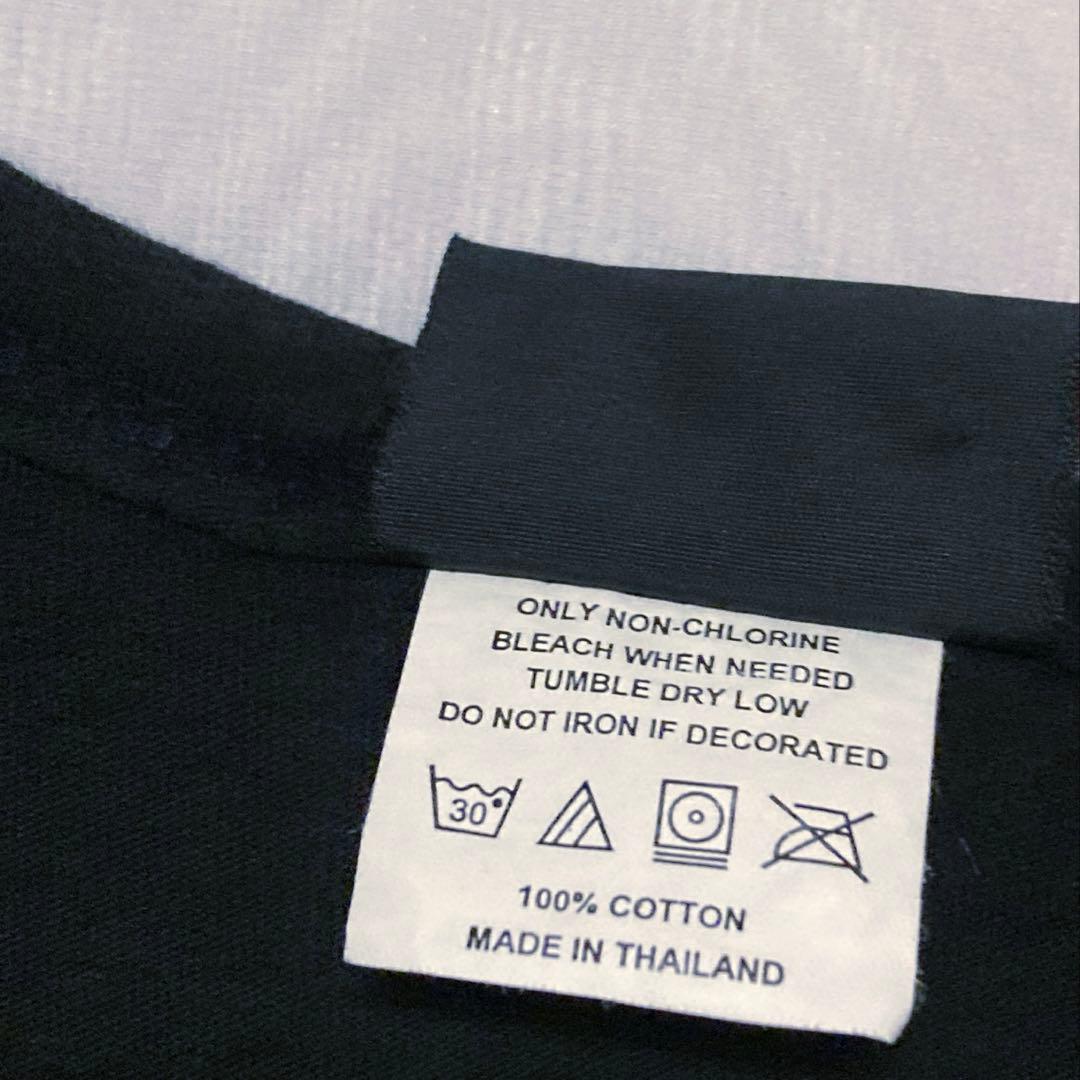 ONLY NON-CHLORINE
BLEACH WHEN NEEDED
TUMBLE DRY LOW
DO NOT IRON IF DECORATED
30°
100% COTTON
MADE IN THAILAND